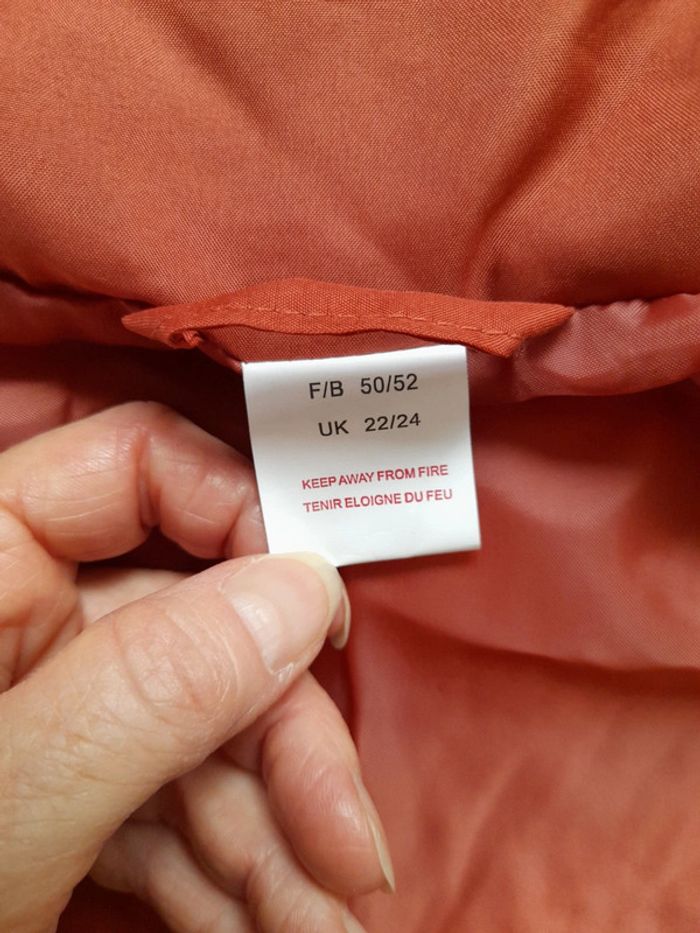 F/B 50/52
UK 22/24
KEEP AWAY FROM FIRE
TENIR ELOIGNE DU FEU